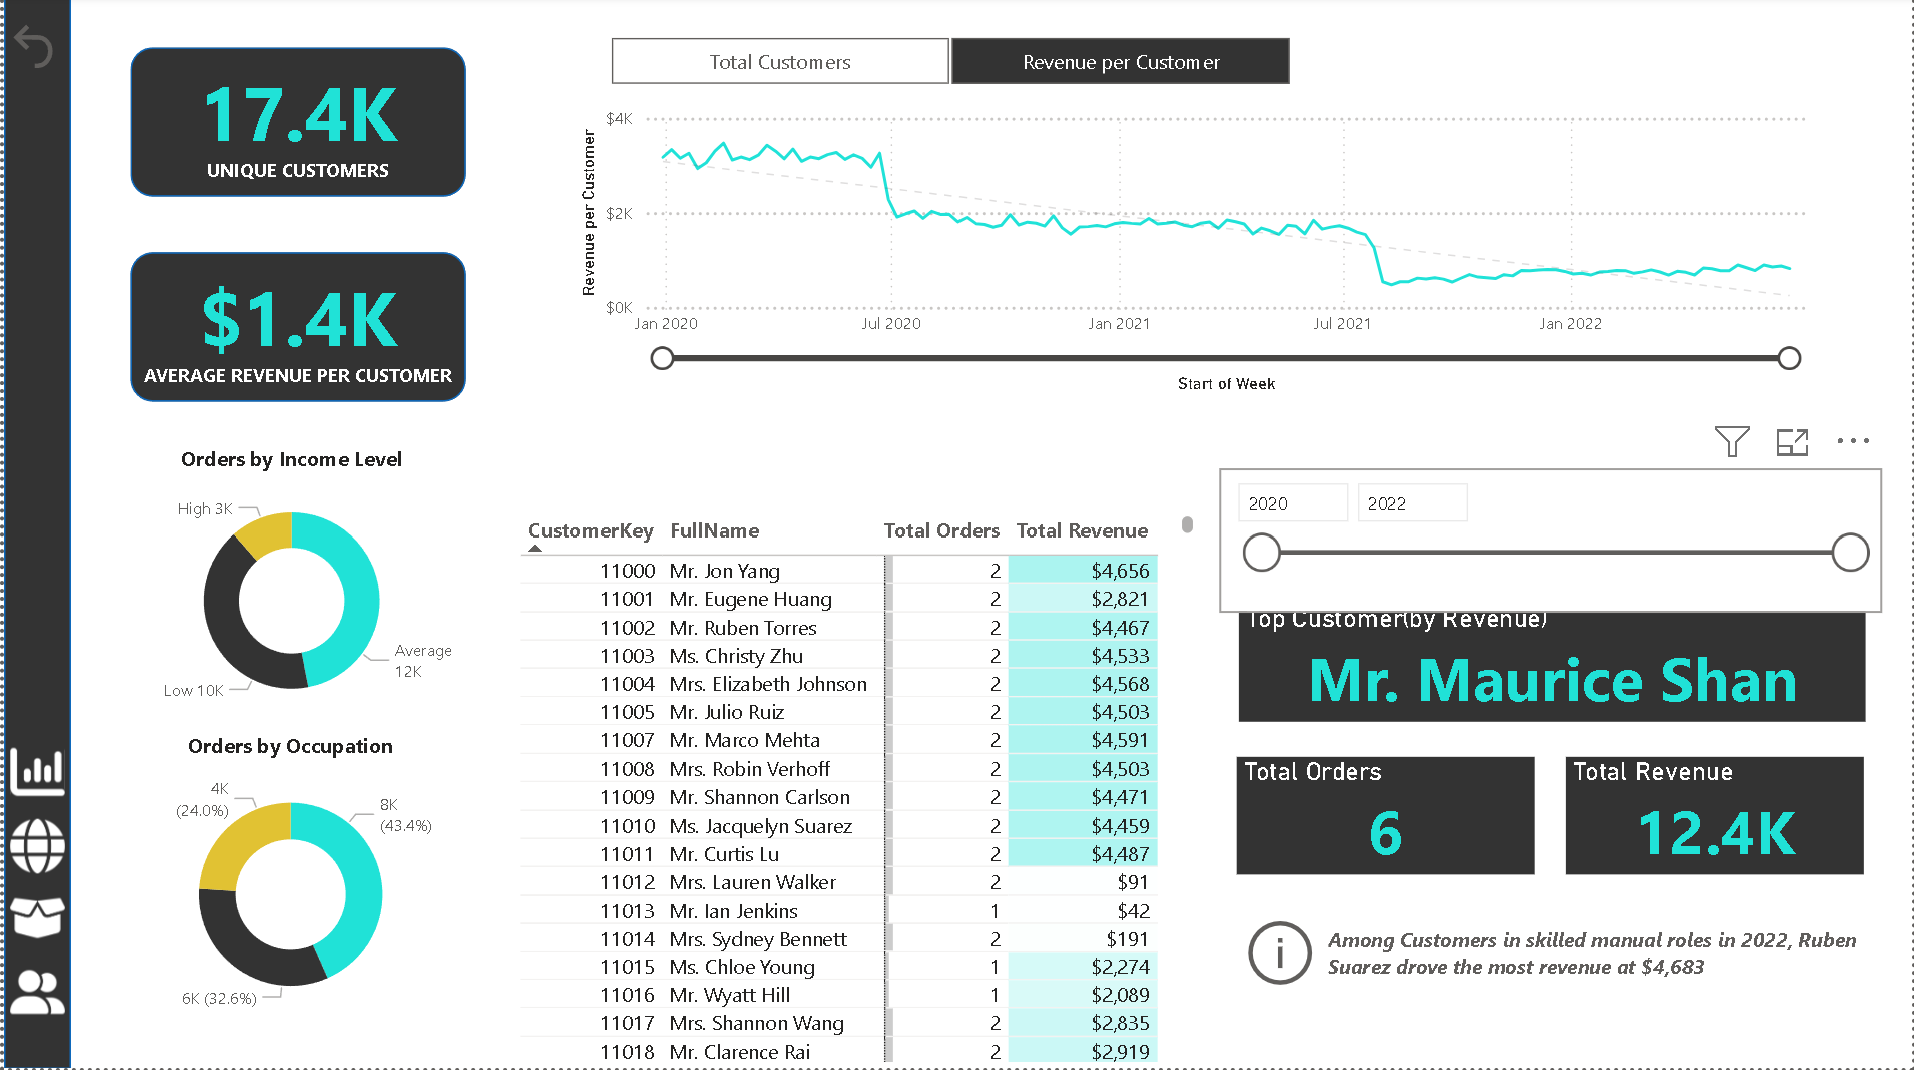 17.4K
UNIQUE CUSTOMERS
$1.4K
AVERAGE REVENUE PER CUSTOMER
Total Customers
Revenue per Customer
Revenue per Customer
$4K
$2K
$0K
Jan 2020 Jul 2020 Jan 2021 Jul 2021 Jan 2022
Start of Week
Orders by Income Level
High 3K
Average
12K
Low 10K
Orders by Occupation
4K
(24.0%)
8K
(43.4%)
6K (32.6%)
CustomerKey FullName Total Orders Total Revenue
11000 Mr. Jon Yang 2 $4,656
11001 Mr. Eugene Huang 2 $2,821
11002 Mr. Ruben Torres 2 $4,467
11003 Ms. Christy Zhu 2 $4,533
11004 Mrs. Elizabeth Johnson 2 $4,568
11005 Mr. Julio Ruiz 2 $4,503
11007 Mr. Marco Mehta 2 $4,591
11008 Mrs. Robin Verhoff 2 $4,503
11009 Mr. Shannon Carlson 2 $4,471
11010 Ms. Jacquelyn Suarez 2 $4,459
11011 Mr. Curtis Lu 2 $4,487
11012 Mrs. Lauren Walker 2 $91
11013 Mr. Ian Jenkins 1 $42
11014 Mrs. Sydney Bennett 2 $191
11015 Ms. Chloe Young 1 $2,274
11016 Mr. Wyatt Hill 1 $2,089
11017 Mrs. Shannon Wang 2 $2,835
11018 Mr. Clarence Rai 2 $2,919
2020 2022
Top Customer(by Revenue)
Mr. Maurice Shan
Total Orders
6
Total Revenue
12.4K
Among Customers in skilled manual roles in 2022, Ruben
Suarez drove the most revenue at $4,683